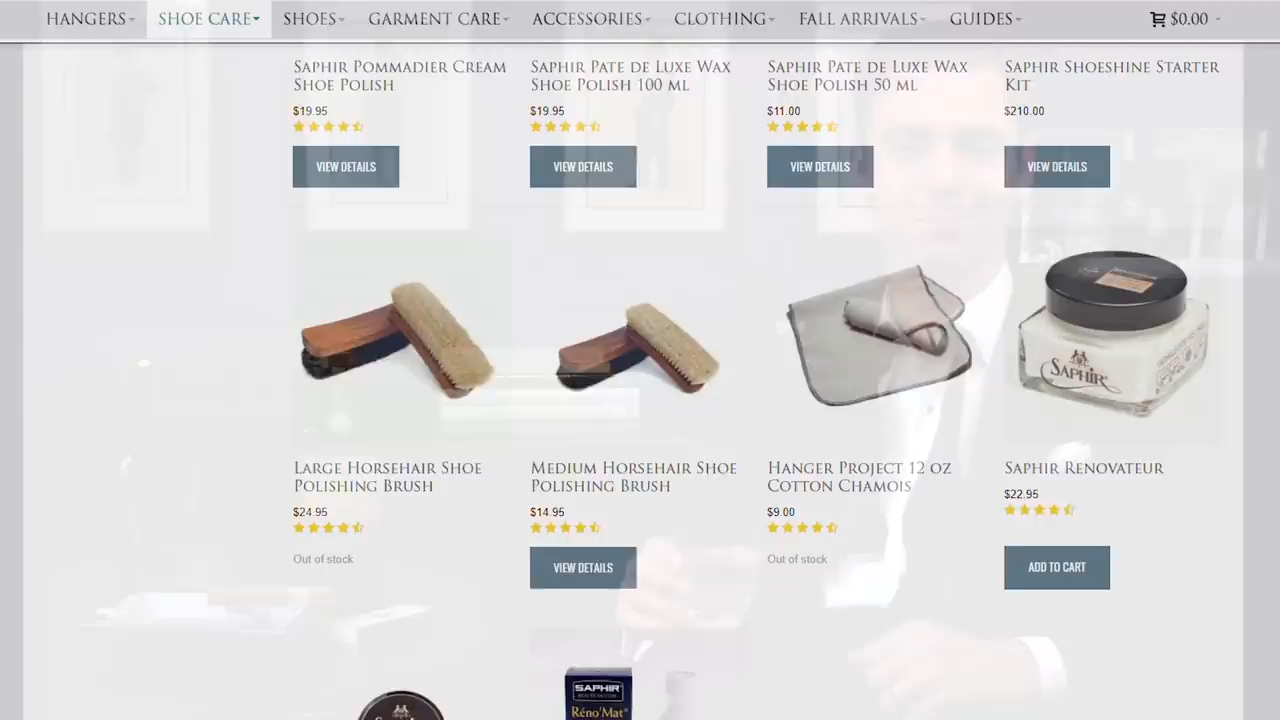 HANGERS SHOE CARE SHOES GARMENT CARE ACCESSORIES CLOTHING FALL ARRIVALS GUIDES $0.00
SAPHIR POMMADIER CREAM
SHOE POLISH
$19.95
VIEW DETAILS
SAPHIR PATE DE LUXE WAX
SHOE POLISH 100 ML
$19.95
VIEW DETAILS
SAPHIR PATE DE LUXE WAX
SHOE POLISH 50 ML
$11.00
VIEW DETAILS
SAPHIR SHOESHINE STARTER
KIT
$210.00
VIEW DETAILS
LARGE HORSEHAIR SHOE
POLISHING BRUSH
$24.95
Out of stock
MEDIUM HORSEHAIR SHOE
POLISHING BRUSH
$14.95
VIEW DETAILS
HANGER PROJECT 12 OZ
COTTON CHAMOIS
$9.00
Out of stock
SAPHIR
SAPHIR RENOVATEUR
$22.95
ADD TO CART
SAPHIR
Réno'Mat